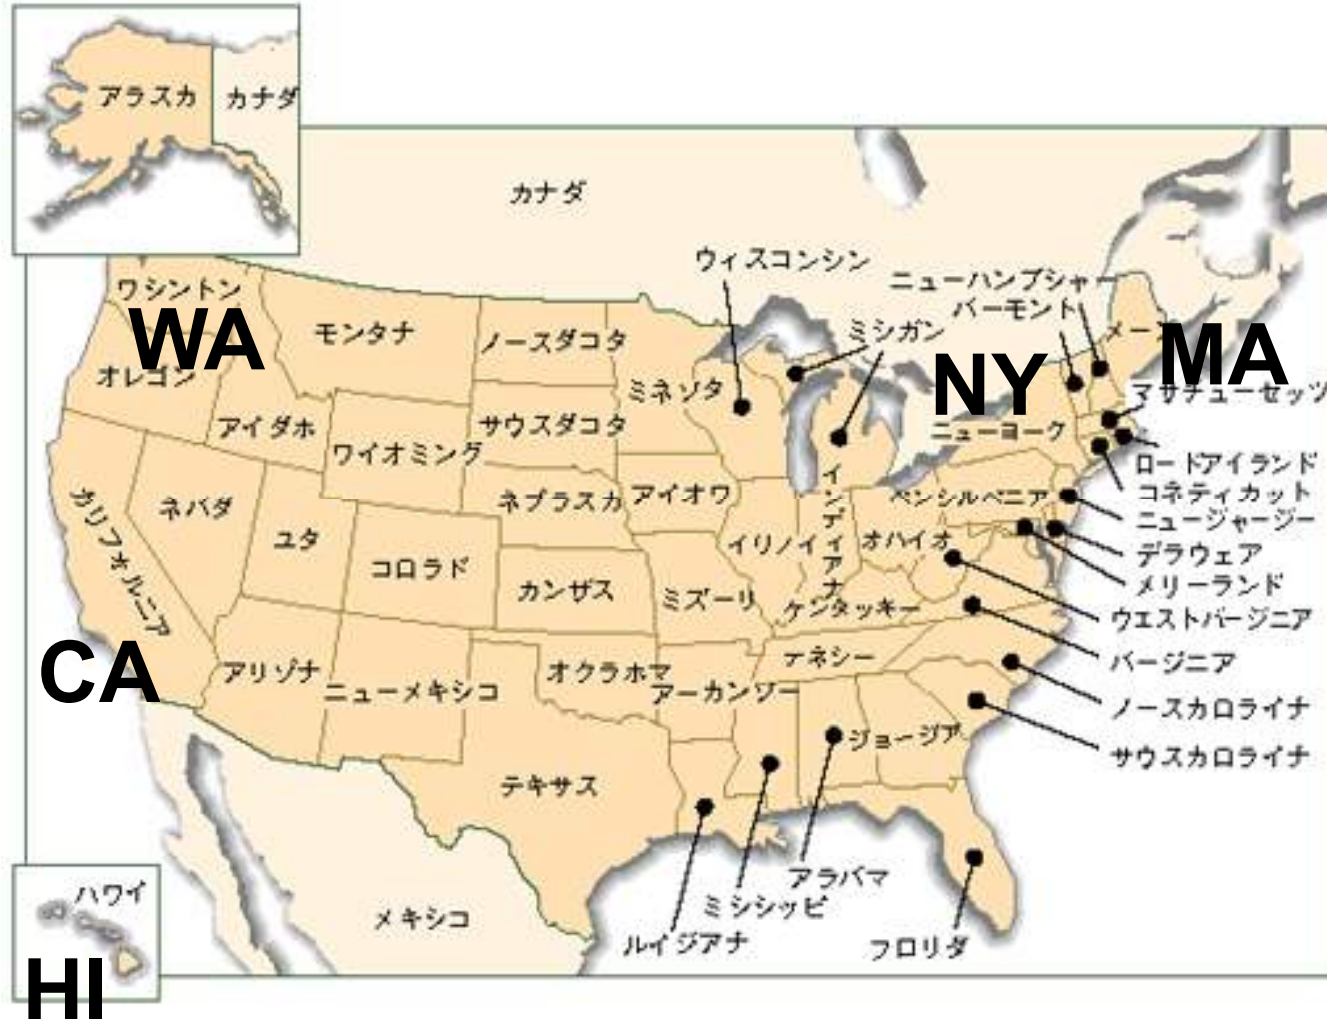 アラスカ
カナダ
カナダ
ウィスコンシン
ニューハンプシャー
バーモント
ミシガン
ワシントン
WA
モンタナ
ノースダコタ
ミネソタ
NY
メーン
MA
オレゴン
アイダホ
ワイオミング
サウスダコタ
マサチューセッツ
ニューヨーク
ロードアイランド
カリフォルニア
ネバダ
ユタ
コロラド
ネブラスカ
アイオワ
イリノイ
インディアナ
オハイオ
ペンシルベニア
コネティカット
ニュージャージー
デラウェア
メリーランド
カンザス
ミズーリ
ケンタッキー
ウエストバージニア
CA
アリゾナ
ニューメキシコ
オクラホマ
アーカンソー
テネシー
バージニア
ノースカロライナ
サウスカロライナ
ジョージア
テキサス
アラバマ
ミシシッピ
ルイジアナ
フロリダ
メキシコ
ハワイ
HI